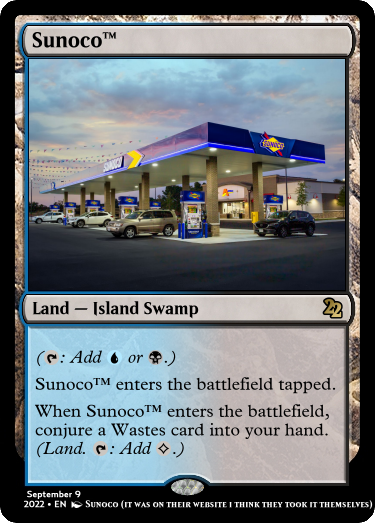 Sunoco™
SUNOCO
SUNOCO
Land — Island Swamp
22
(: Add or .)
Sunoco™ enters the battlefield tapped.
When Sunoco™ enters the battlefield,
conjure a Wastes card into your hand.
(Land. : Add .)
September 9
2022 • EN SUNOCO (IT WAS ON THEIR WEBSITE I THINK THEY TOOK IT THEMSELVES)